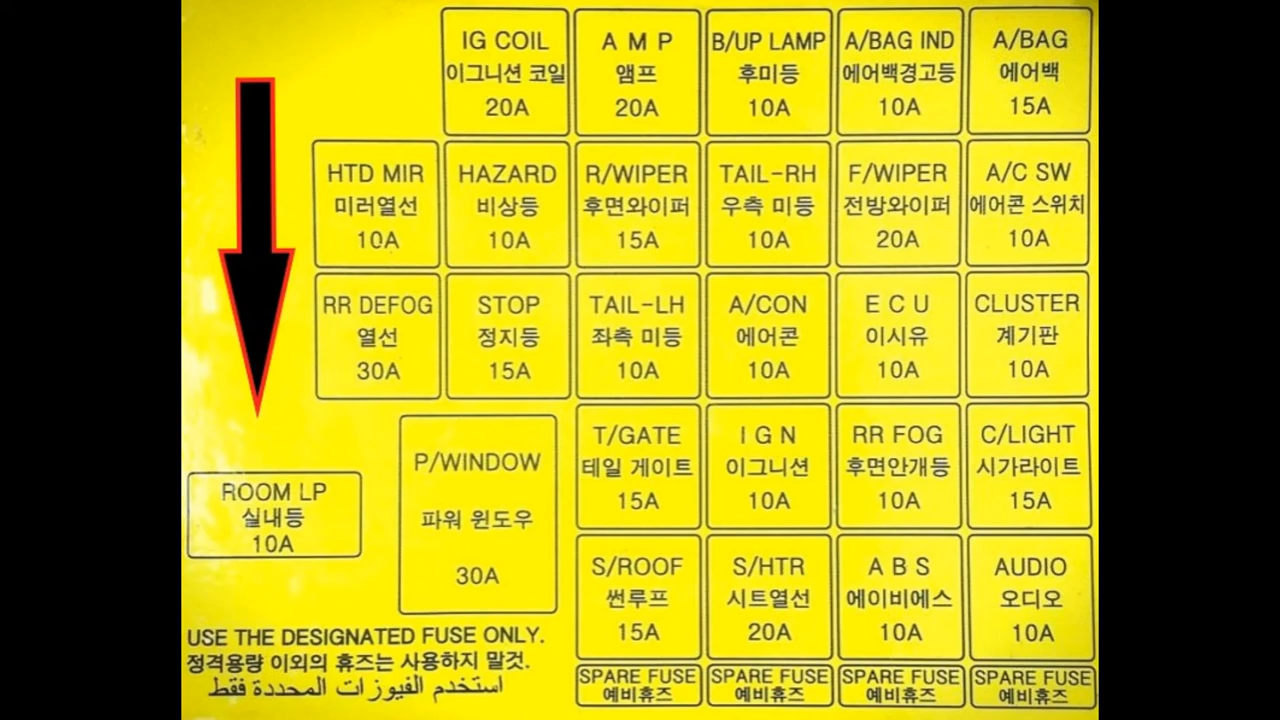 IG COIL
이그니션 코일
20A
A M P
앰프
20A
B/UP LAMP
후미등
10A
A/BAG IND
에어백경고등
10A
A/BAG
에어백
15A
HTD MIR
미러열선
10A
HAZARD
비상등
10A
R/WIPER
후면와이퍼
15A
TAIL-RH
우측 미등
10A
F/WIPER
전방와이퍼
20A
A/C SW
에어콘 스위치
10A
RR DEFOG
열선
30A
STOP
정지등
15A
TAIL-LH
좌측 미등
10A
A/CON
에어콘
10A
E C U
이시유
10A
CLUSTER
계기판
10A
ROOM LP
실내등
10A
P/WINDOW
파워 윈도우
30A
T/GATE
테일 게이트
15A
I G N
이그니션
10A
RR FOG
후면안개등
10A
C/LIGHT
시가라이트
15A
S/ROOF
썬루프
15A
S/HTR
시트열선
20A
A B S
에이비에스
10A
AUDIO
오디오
10A
USE THE DESIGNATED FUSE ONLY.
정격용량 이외의 휴즈는 사용하지 말것.
استخدم الفيوزات المحددة فقط
SPARE FUSE
예비휴즈
SPARE FUSE
예비휴즈
SPARE FUSE
예비휴즈
SPARE FUSE
예비휴즈